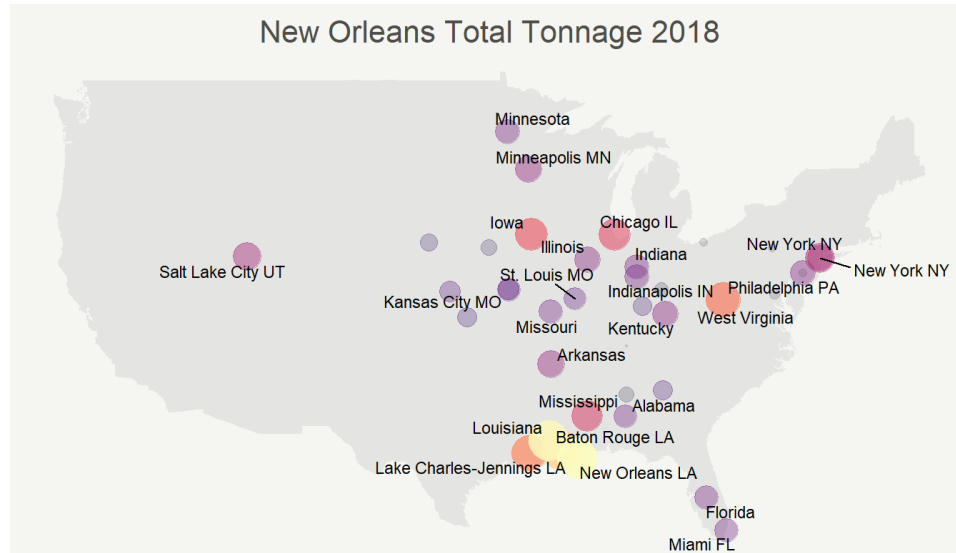 New Orleans Total Tonnage 2018
Minnesota
Minneapolis MN
Iowa
Chicago IL
Illinois
New York NY
Indiana
New York NY
Salt Lake City UT
St. Louis MO
Philadelphia PA
Indianapolis IN
Kansas City MO
West Virginia
Missouri
Kentucky
Arkansas
Mississippi
Alabama
Louisiana
Baton Rouge LA
Lake Charles-Jennings LA
New Orleans LA
Florida
Miami FL